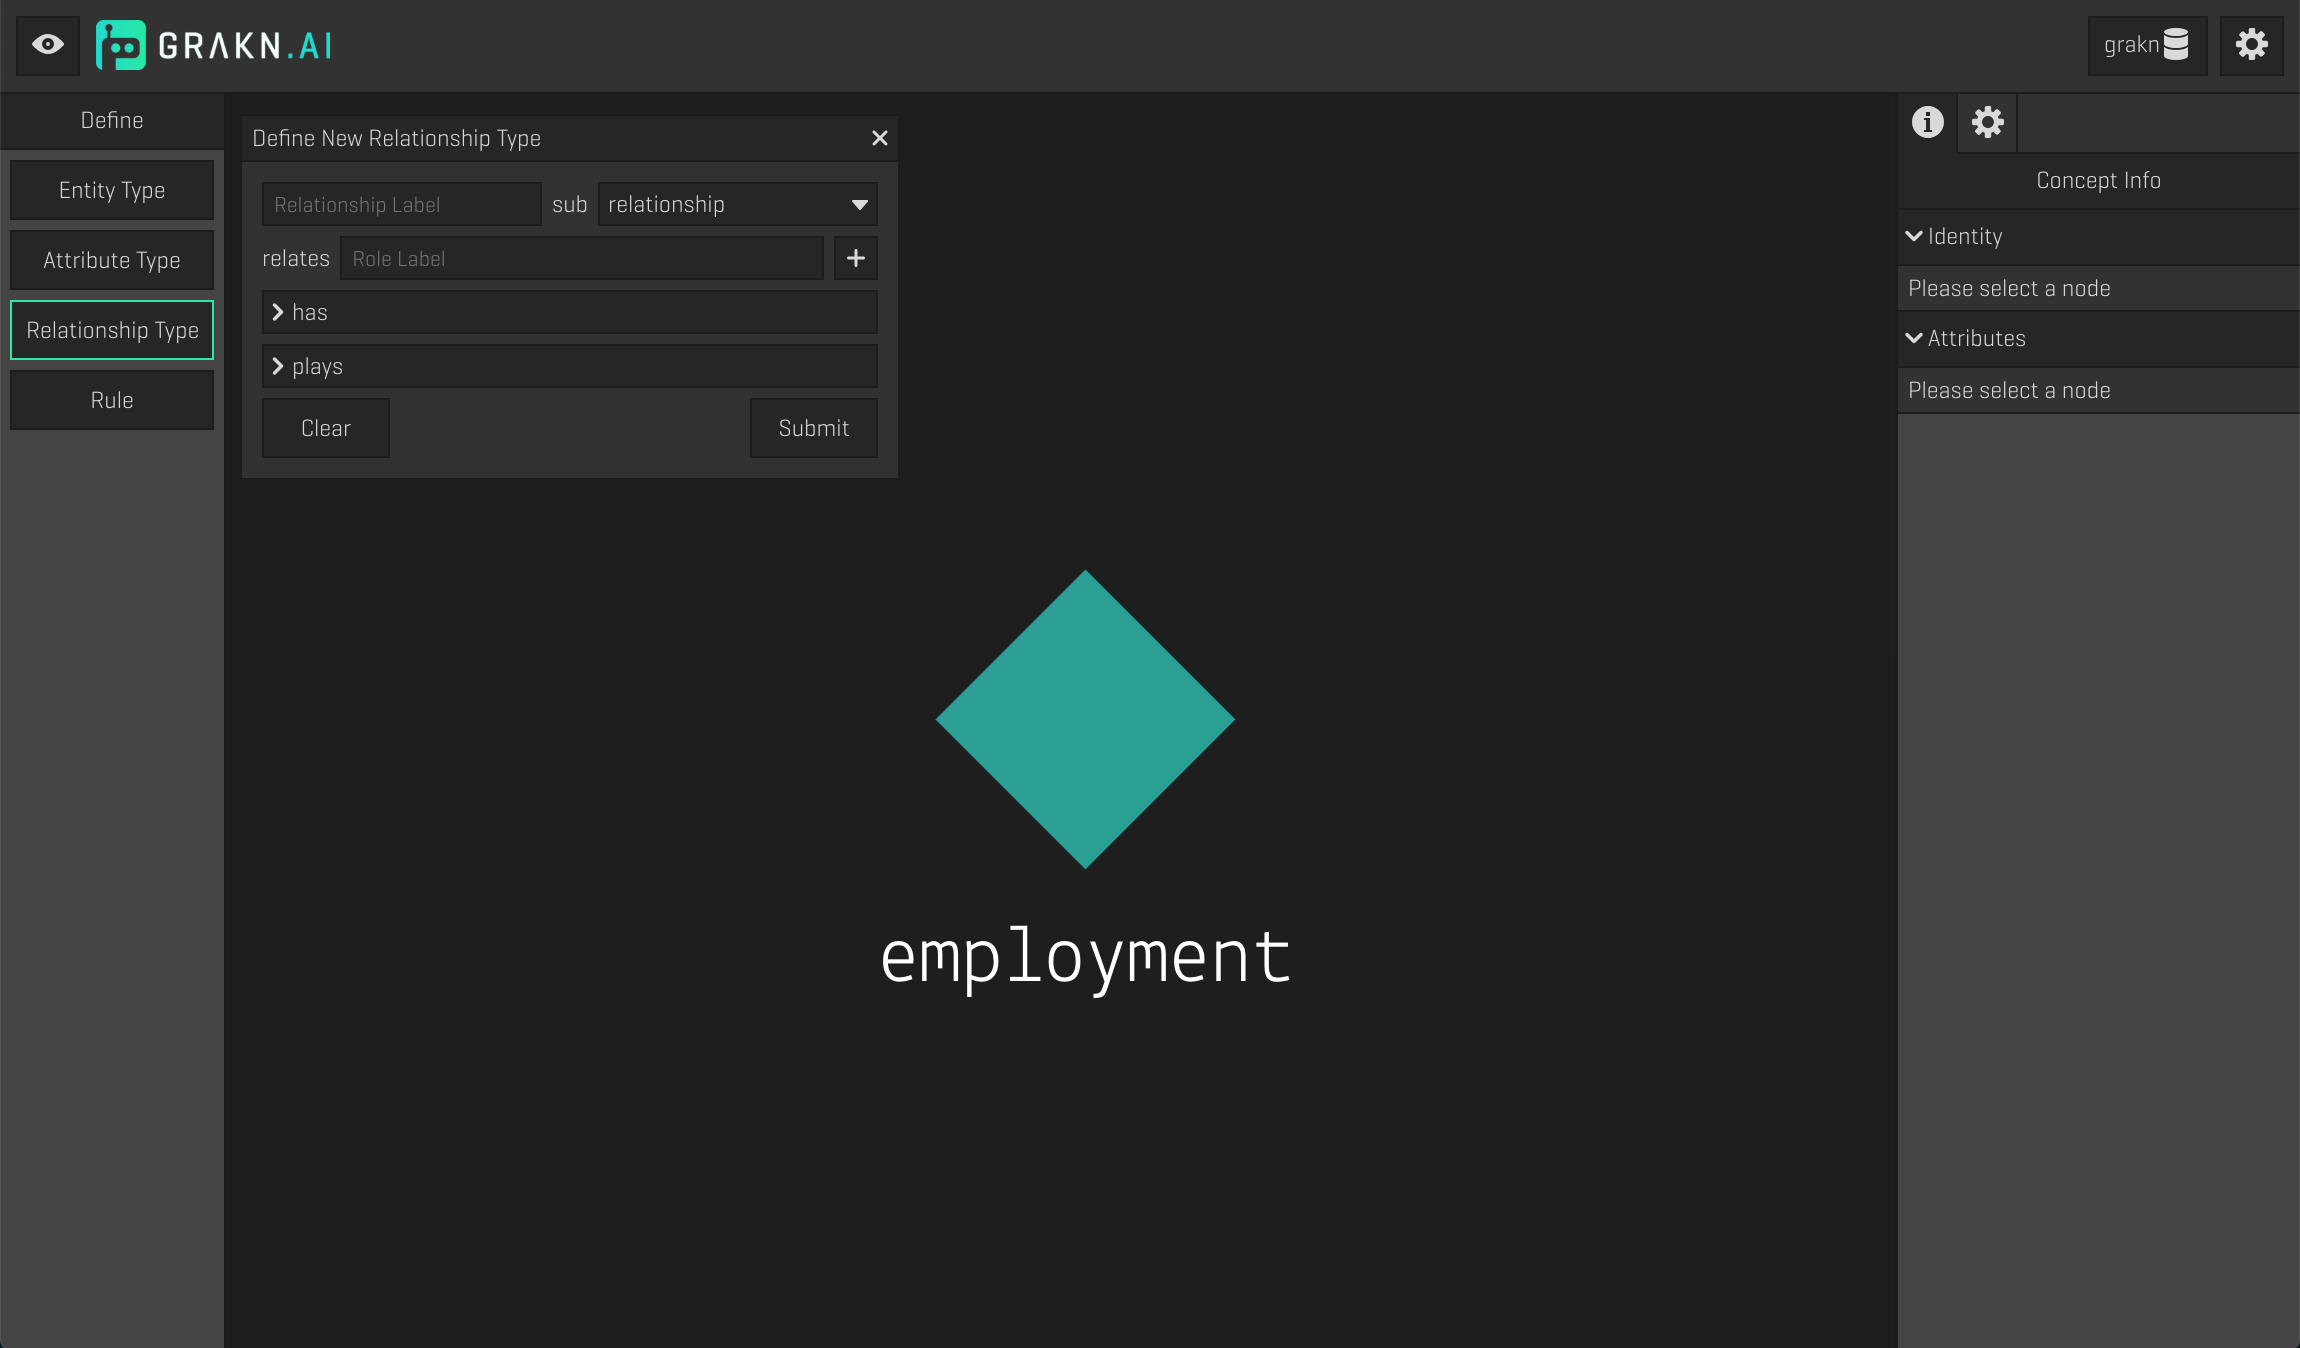 GRAKN.AI
grakn
Define
Entity Type
Attribute Type
Relationship Type
Rule
Define New Relationship Type
Relationship Label sub relationship
relates Role Label
has
plays
Clear Submit
employment
Concept Info
Identity
Please select a node
Attributes
Please select a node